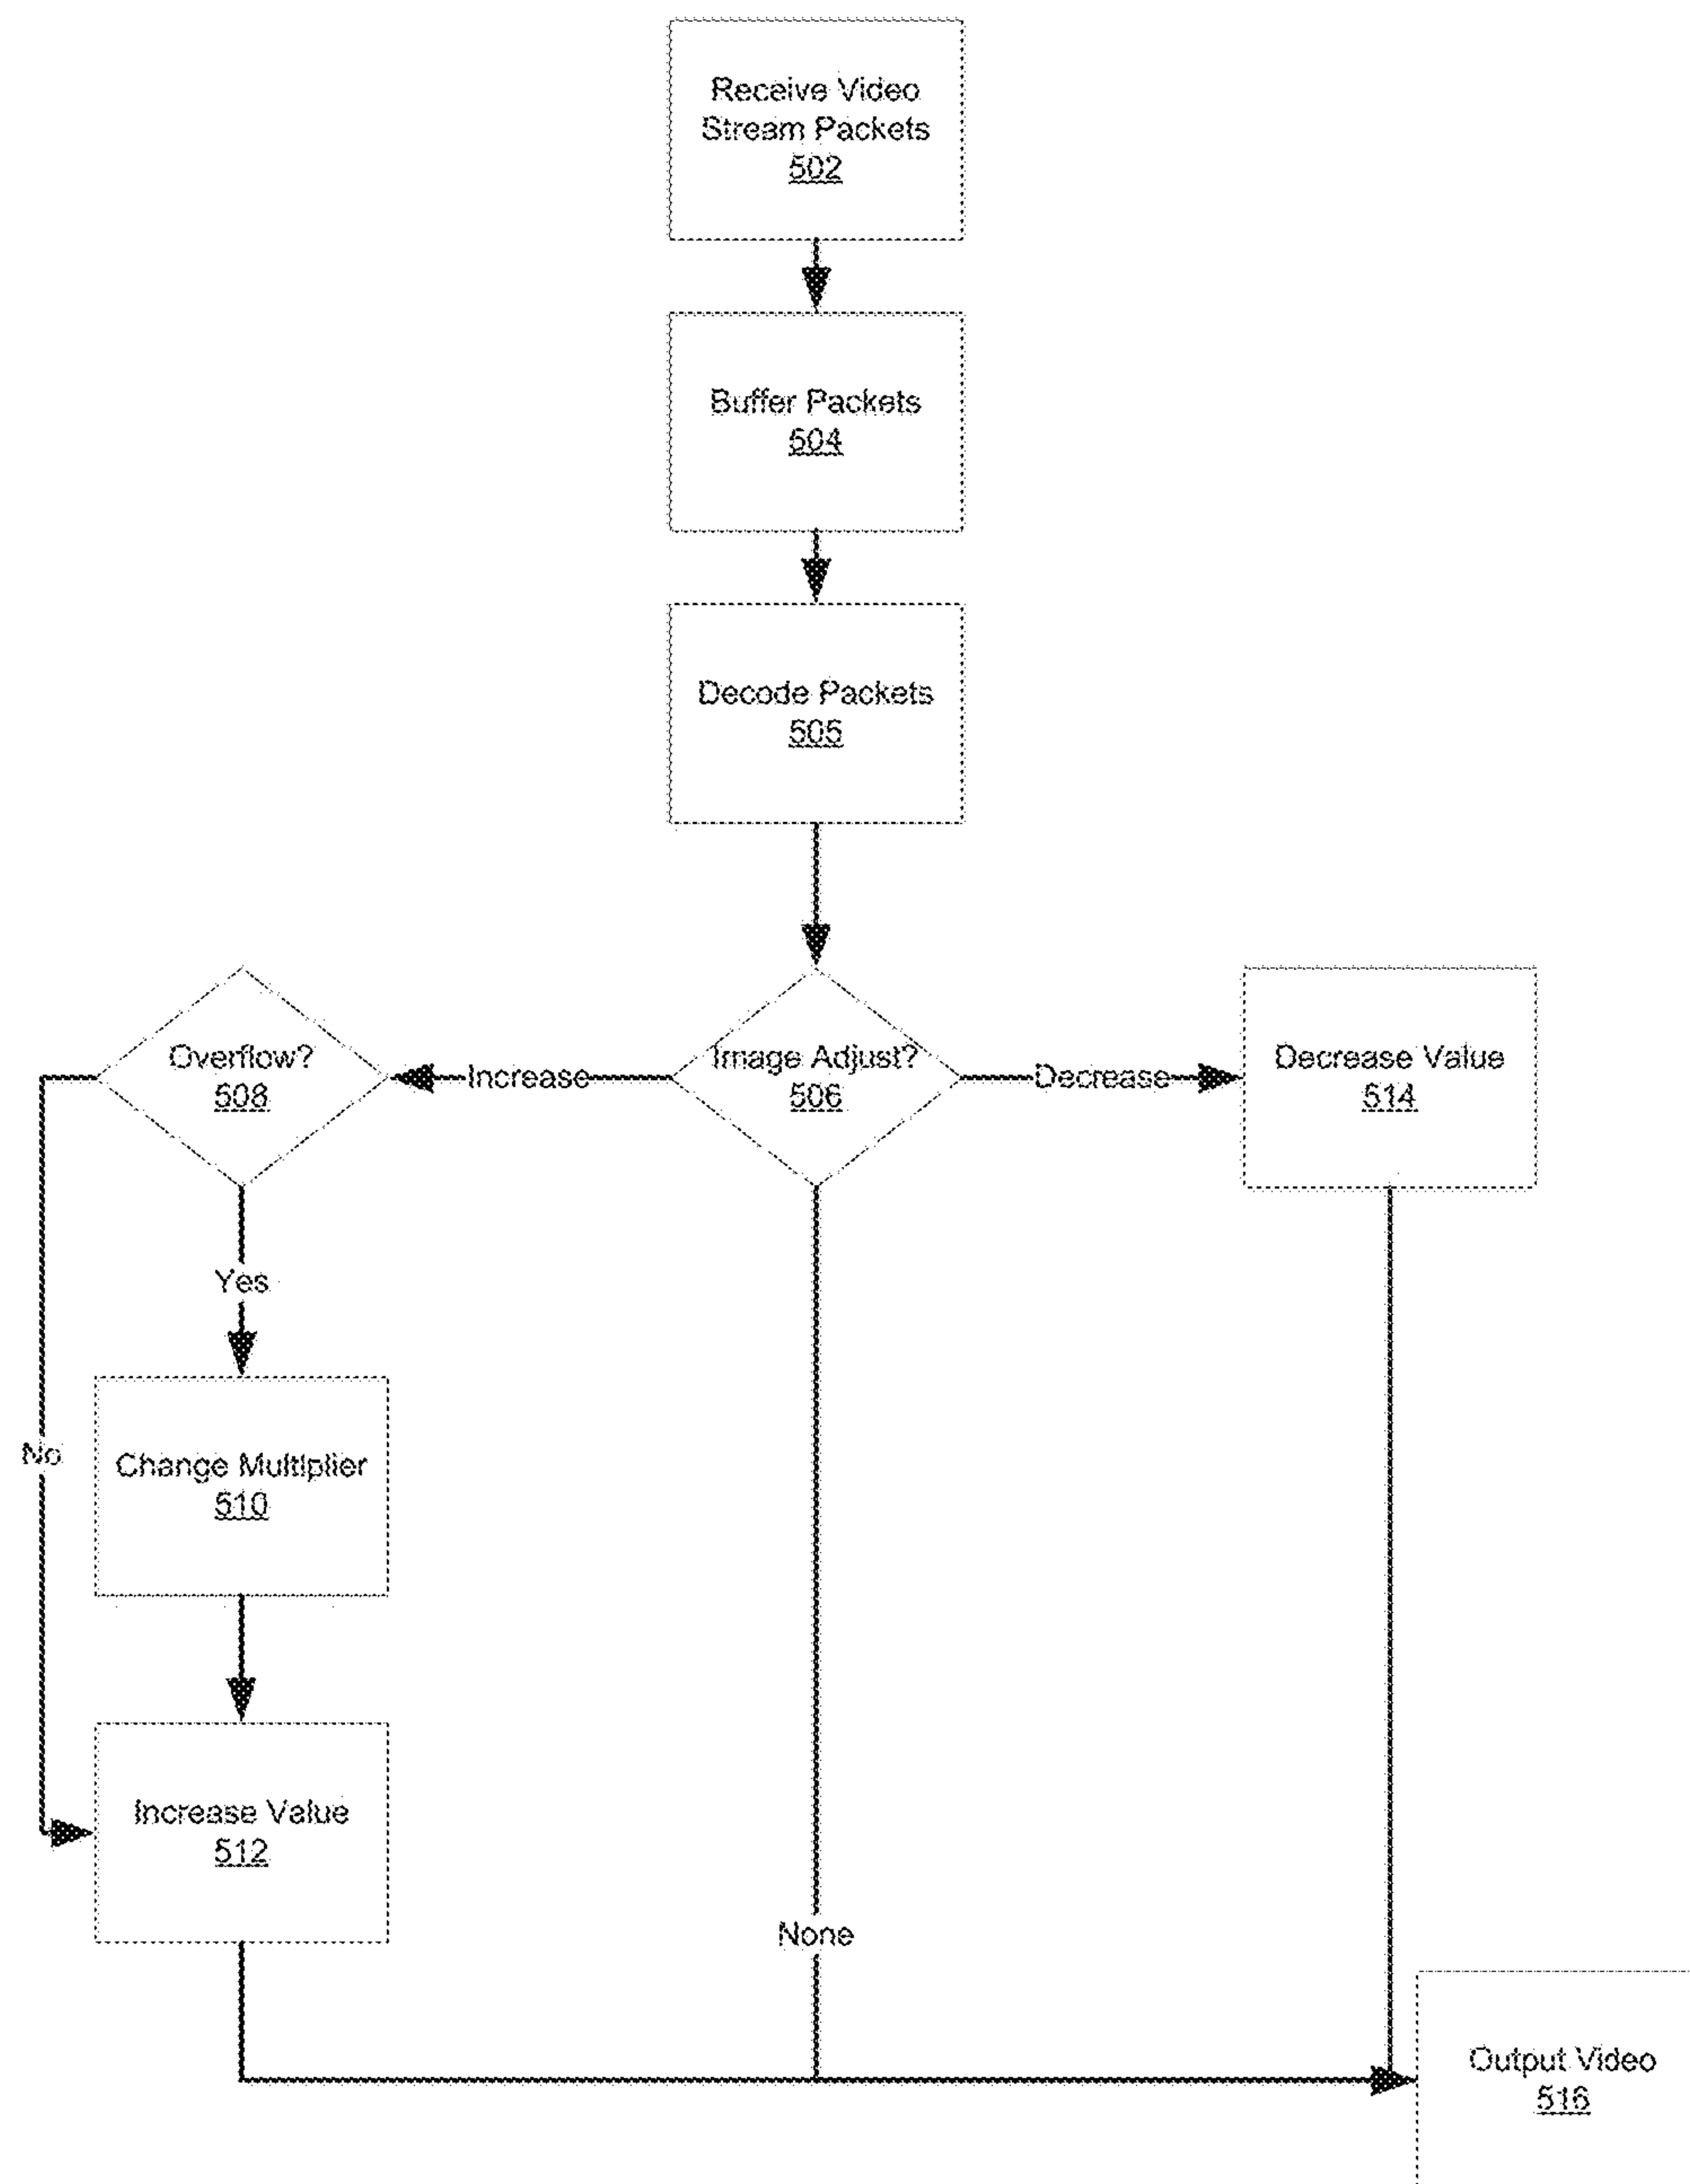 Receive Video
Stream Packets
502
Buffer Packets
504
Decode Packets
505
Overflow?
508
Increase
Image Adjust?
506
Decrease
Decrease Value
514
Yes
No
Change Multiplier
510
Increase Value
512
None
Output Video
516